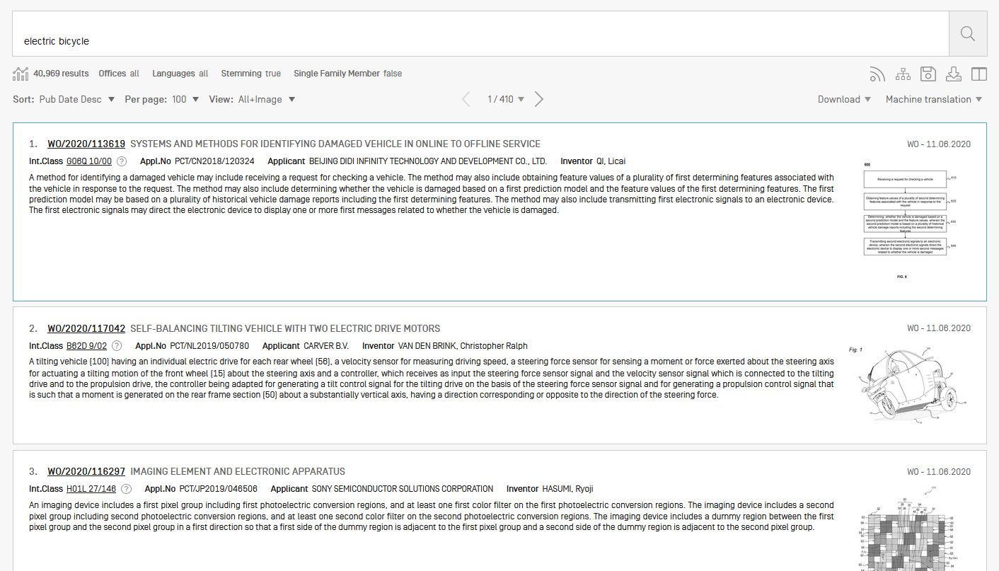 electric bicycle
40,969 results Offices all Languages all Stemming true Single Family Member false
Sort: Pub Date Desc Per page: 100 View: All+Image 1 / 410 Download Machine translation
1. WO/2020/113619 SYSTEMS AND METHODS FOR IDENTIFYING DAMAGED VEHICLE IN ONLINE TO OFFLINE SERVICE WO - 11.06.2020
Int.Class G06Q 10/00 ? Appl.No PCT/CN2018/120324 Applicant BEIJING DIDI INFINITY TECHNOLOGY AND DEVELOPMENT CO., LTD. Inventor QI, Licai
A method for identifying a damaged vehicle may include receiving a request for checking a vehicle. The method may also include obtaining feature values of a plurality of first determining features associated with
the vehicle in response to the request. The method may also include determining whether the vehicle is damaged based on a first prediction model and the feature values of the first determining features. The first
prediction model may be based on a plurality of historical vehicle damage reports including the first determining features. The method may also include transmitting first electronic signals to an electronic device.
The first electronic signals may direct the electronic device to display one or more first messages related to whether the vehicle is damaged.
600
Receiving a request for checking a vehicle
610
Obtaining feature values of a plurality of second determining
features associated with the vehicle in response to the
request
620
Determining whether the vehicle is damaged based on a
second prediction model and the feature values, wherein the
second prediction model is based on a plurality of historical
vehicle damage reports including the second determining
features
630
Transmitting second electronic signals to an electronic
device, wherein the second electronic signals direct the
electronic device to display one or more second messages
related to whether the vehicle is damaged
640
FIG. 6
2. WO/2020/117042 SELF-BALANCING TILTING VEHICLE WITH TWO ELECTRIC DRIVE MOTORS WO - 11.06.2020
Int.Class B62D 9/02 ? Appl.No PCT/NL2019/050780 Applicant CARVER B.V. Inventor VAN DEN BRINK, Christopher Ralph
A tilting vehicle (100) having an individual electric drive for each rear wheel (56), a velocity sensor for measuring driving speed, a steering force sensor for sensing a moment or force exerted about the steering axis
for actuating a tilting motion of the front wheel (15) about the steering axis and a controller, which receives as input the steering force sensor signal and the velocity sensor signal which is connected to the tilting
drive and to the propulsion drive, the controller being adapted for generating a tilt control signal for the tilting drive on the basis of the steering force sensor signal and for generating a propulsion control signal that
is such that a moment is generated on the rear frame section (50) about a substantially vertical axis, having a direction corresponding or opposite to the direction of the steering force.
Fig. 1
3. WO/2020/116297 IMAGING ELEMENT AND ELECTRONIC APPARATUS WO - 11.06.2020
Int.Class H01L 27/146 ? Appl.No PCT/JP2019/046506 Applicant SONY SEMICONDUCTOR SOLUTIONS CORPORATION Inventor HASUMI, Ryoji
An imaging device includes a first pixel group including first photoelectric conversion regions, and at least one first color filter on the first photoelectric conversion regions. The imaging device includes a second
pixel group including second photoelectric conversion regions, and at least one second color filter on the second photoelectric conversion regions. The imaging device includes a dummy region between the first
pixel group and the second pixel group in a first direction so that a first side of the dummy region is adjacent to the first pixel group and a second side of the dummy region is adjacent to the second pixel group.